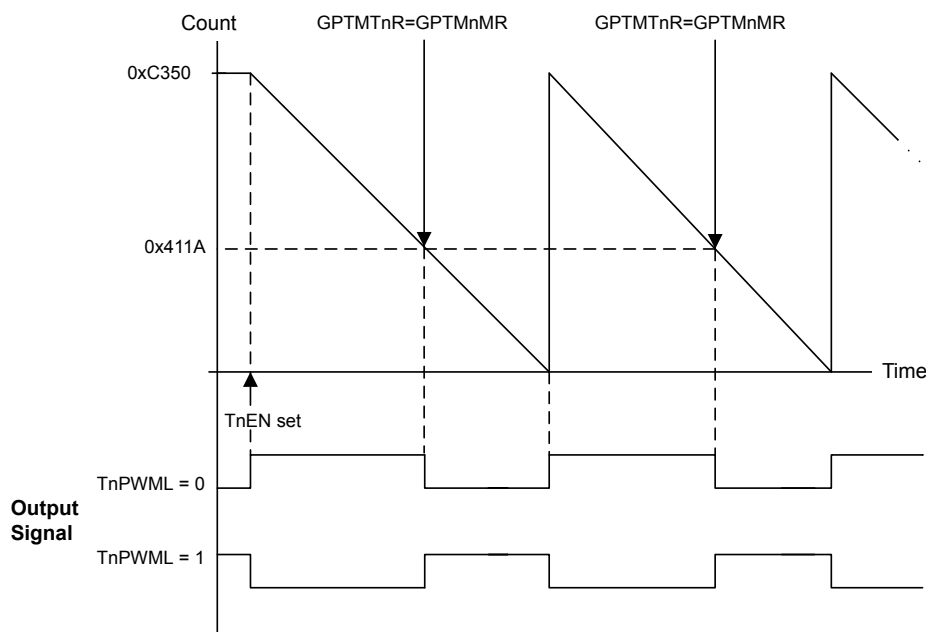 Count
GPTMTnR=GPTMnMR
GPTMTnR=GPTMnMR
0xC350
0x411A
Time
TnEN set
TnPWML = 0
Output
Signal
TnPWML = 1